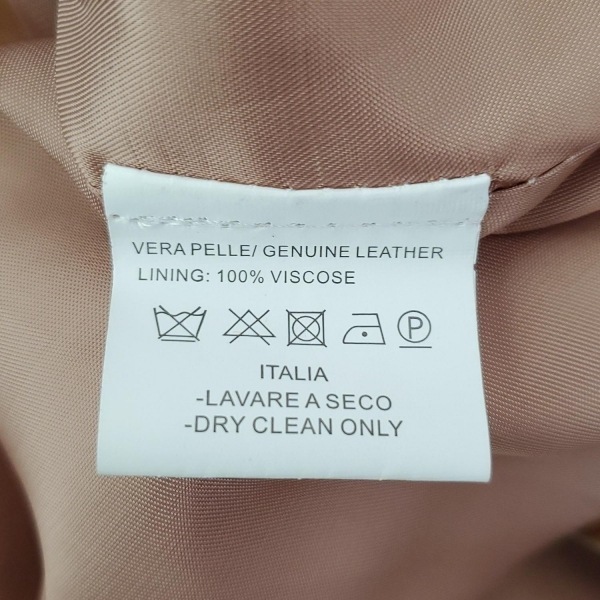 VERA PELLE/ GENUINE LEATHER
LINING: 100% VISCOSE
P
ITALIA
-LAVARE A SECO
-DRY CLEAN ONLY